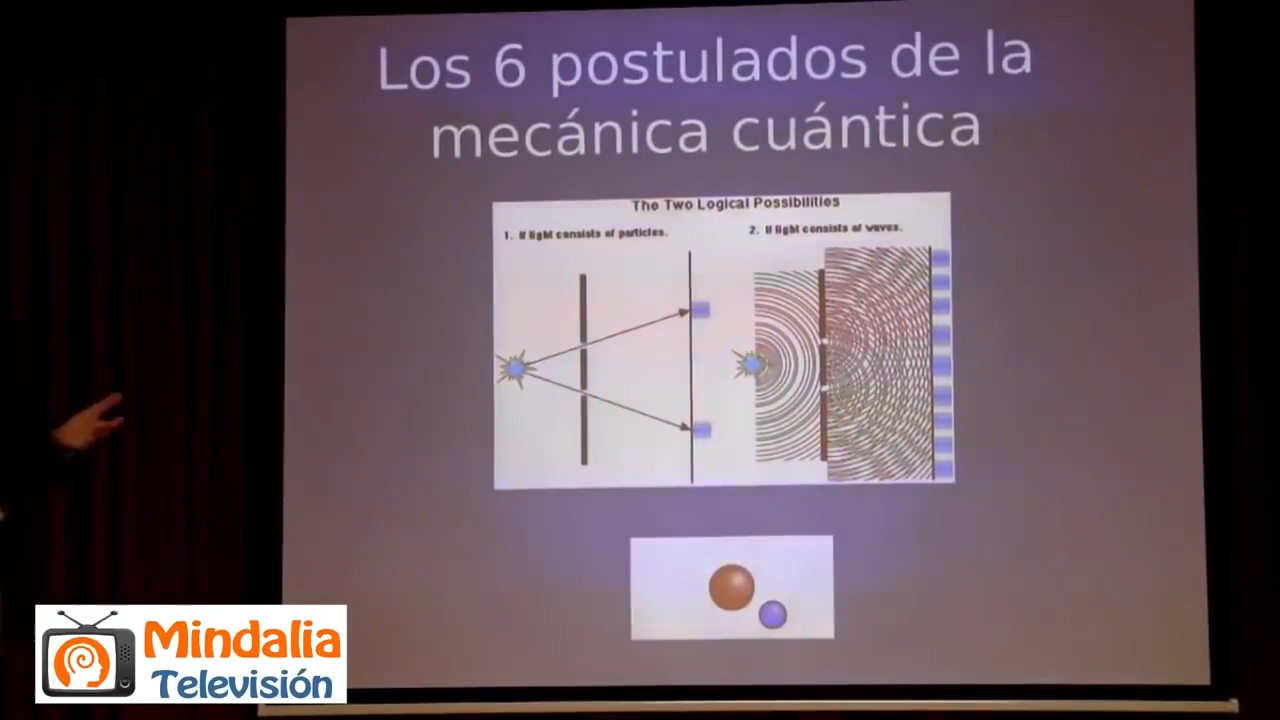 Los 6 postulados de la
mecánica cuántica
The Two Logical Possibilities
1. If light consists of particles.
2. If light consists of waves.
Mindalia
Televisión